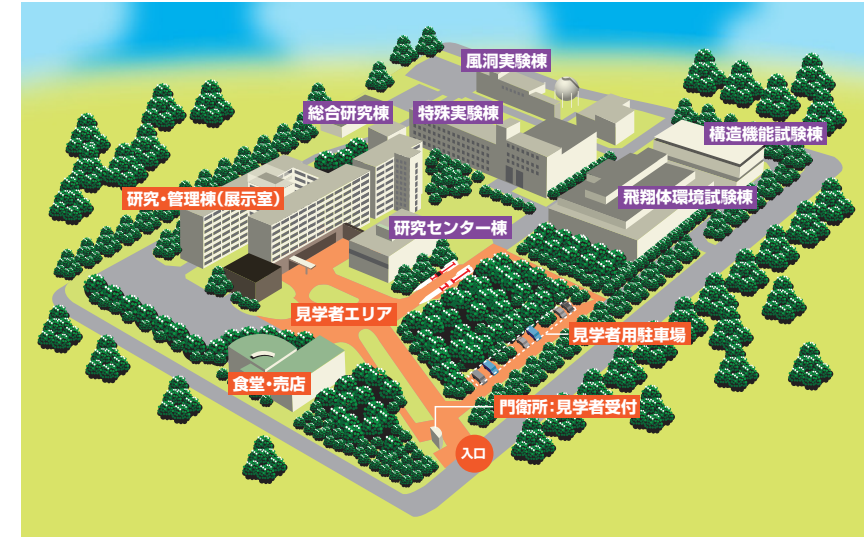 風洞実験棟
総合研究棟
特殊実験棟
構造機能試験棟
研究・管理棟(展示室)
飛翔体環境試験棟
研究センター棟
見学者エリア
見学者用駐車場
食堂・売店
門衛所:見学者受付
入口